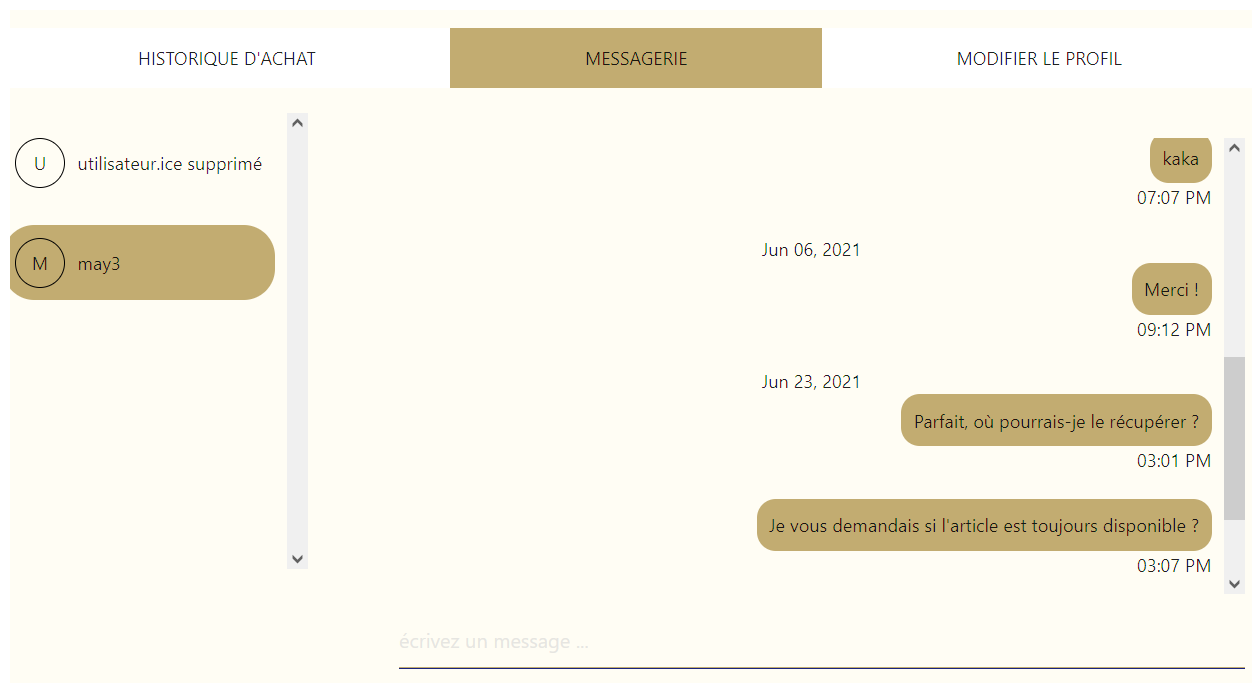 HISTORIQUE D'ACHAT
MESSAGERIE
MODIFIER LE PROFIL
U
utilisateur.ice supprimé
M
may3
kaka
07:07 PM
Jun 06, 2021
Merci !
09:12 PM
Jun 23, 2021
Parfait, où pourrais-je le récupérer ?
03:01 PM
Je vous demandais si l'article est toujours disponible ?
03:07 PM
écrivez un message ...